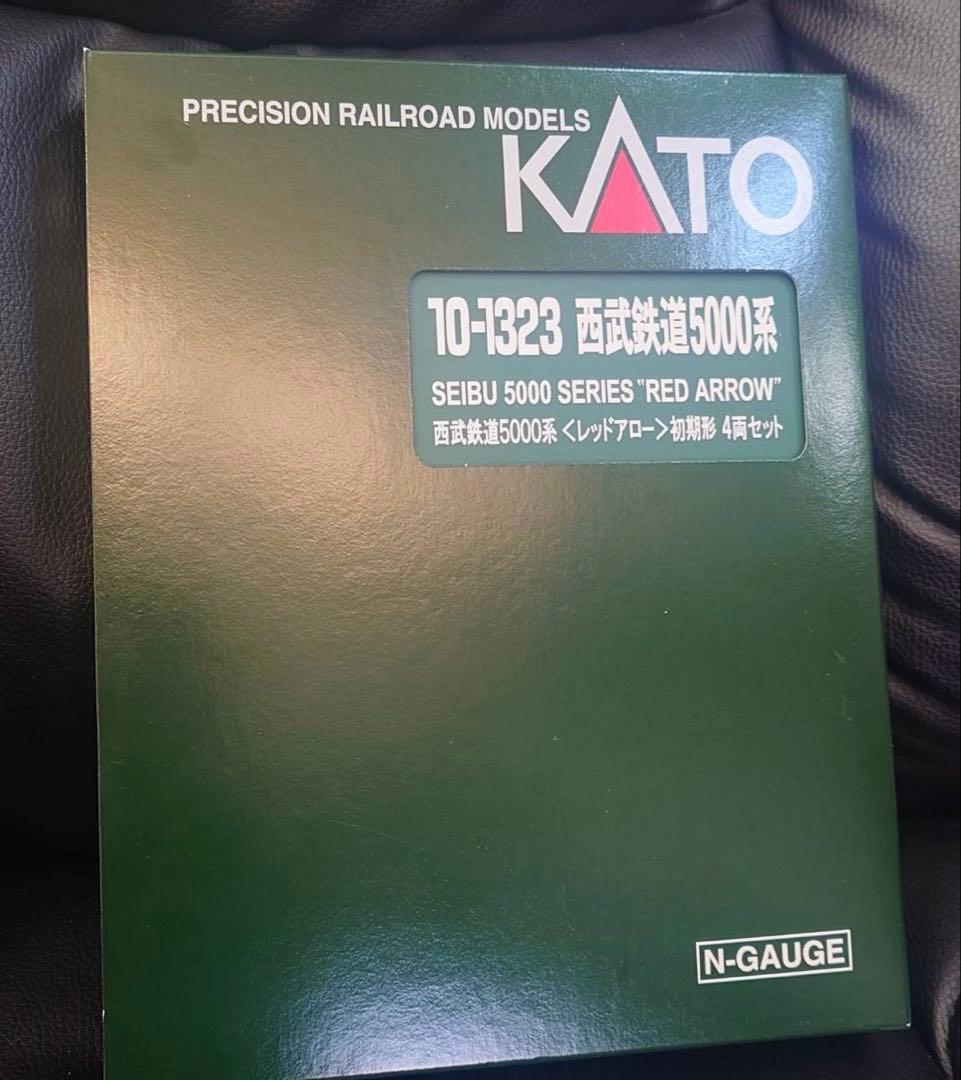 PRECISION RAILROAD MODELS
KATO
10-1323 西武鉄道5000系
SEIBU 5000 SERIES "RED ARROW"
西武鉄道5000系 <レッドアロー> 初期形 4両セット
N-GAUGE